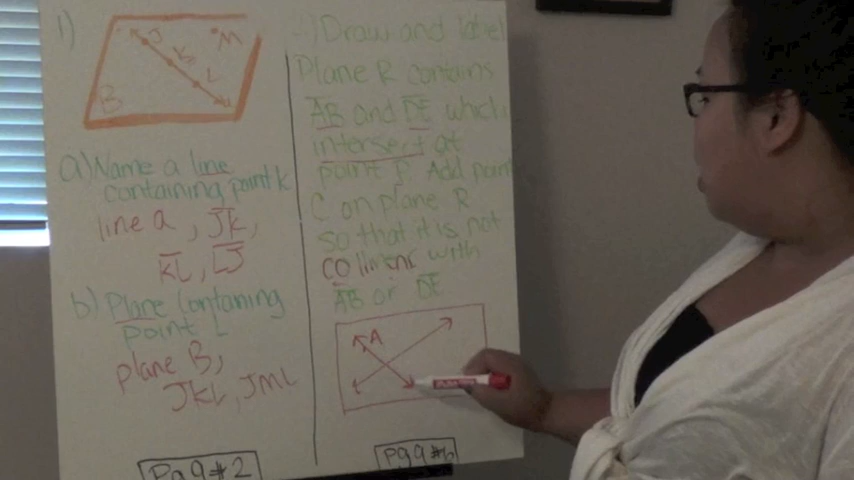 1)
J
K
L
M
B
a) Name a line
containing point K
line a, JK,
KL, LJ
b) Plane Containing
point L
plane B,
JKL, JML
Draw and label
Plane R contains
AB and DE which
intersect at
point P. Add point
C on plane R
so that it is not
colinear with
AB or DE
A
Pg 9 #2
Pg 9 #6